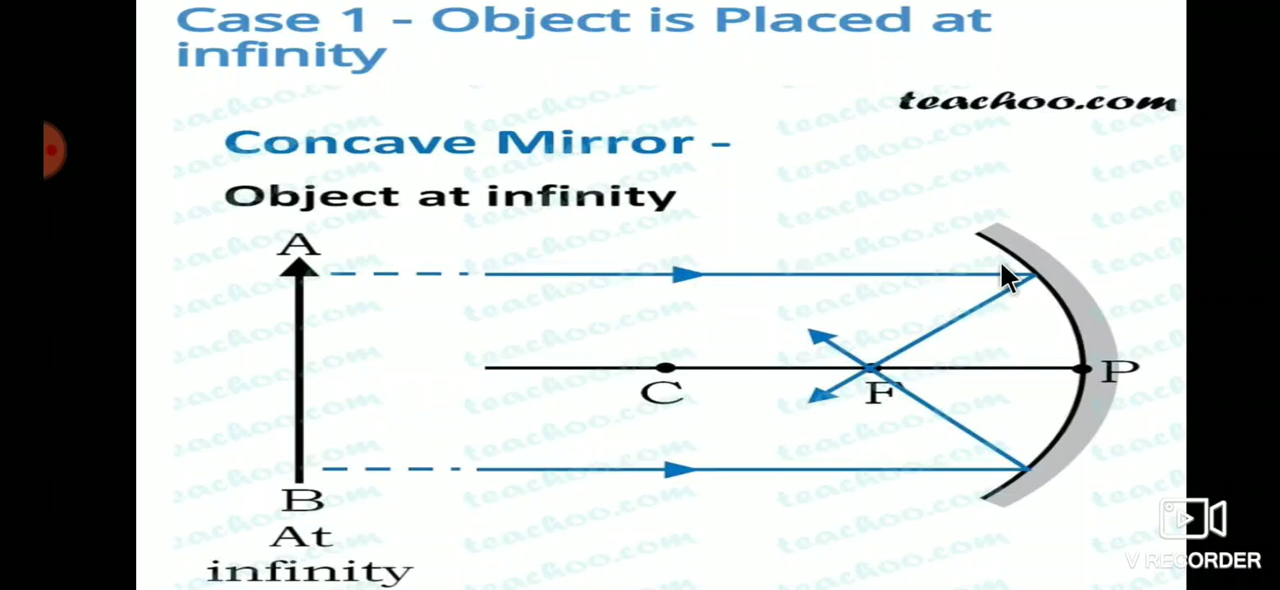 Case 1 - Object is Placed at
infinity
teachoo.com
Concave Mirror -
Object at infinity
A
C
F
P
B
At
infinity
V RECORDER